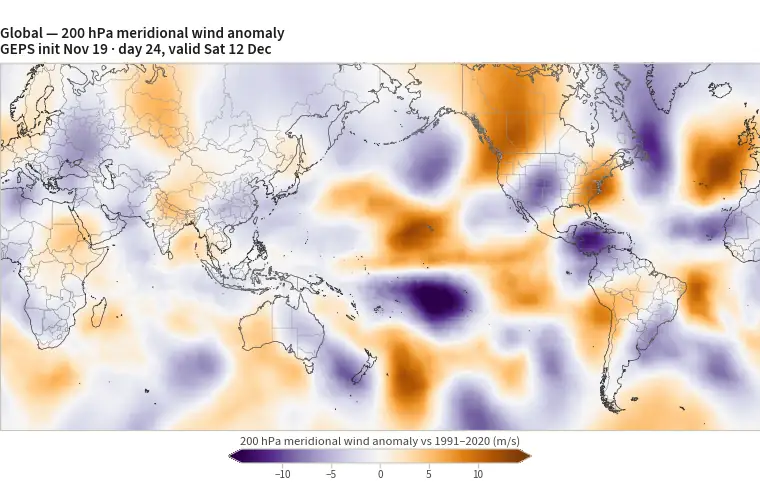 Global — 200 hPa meridional wind anomaly
GEPS init Nov 19 · day 24, valid Sat 12 Dec
200 hPa meridional wind anomaly vs 1991–2020 (m/s)
−10 −5 0 5 10